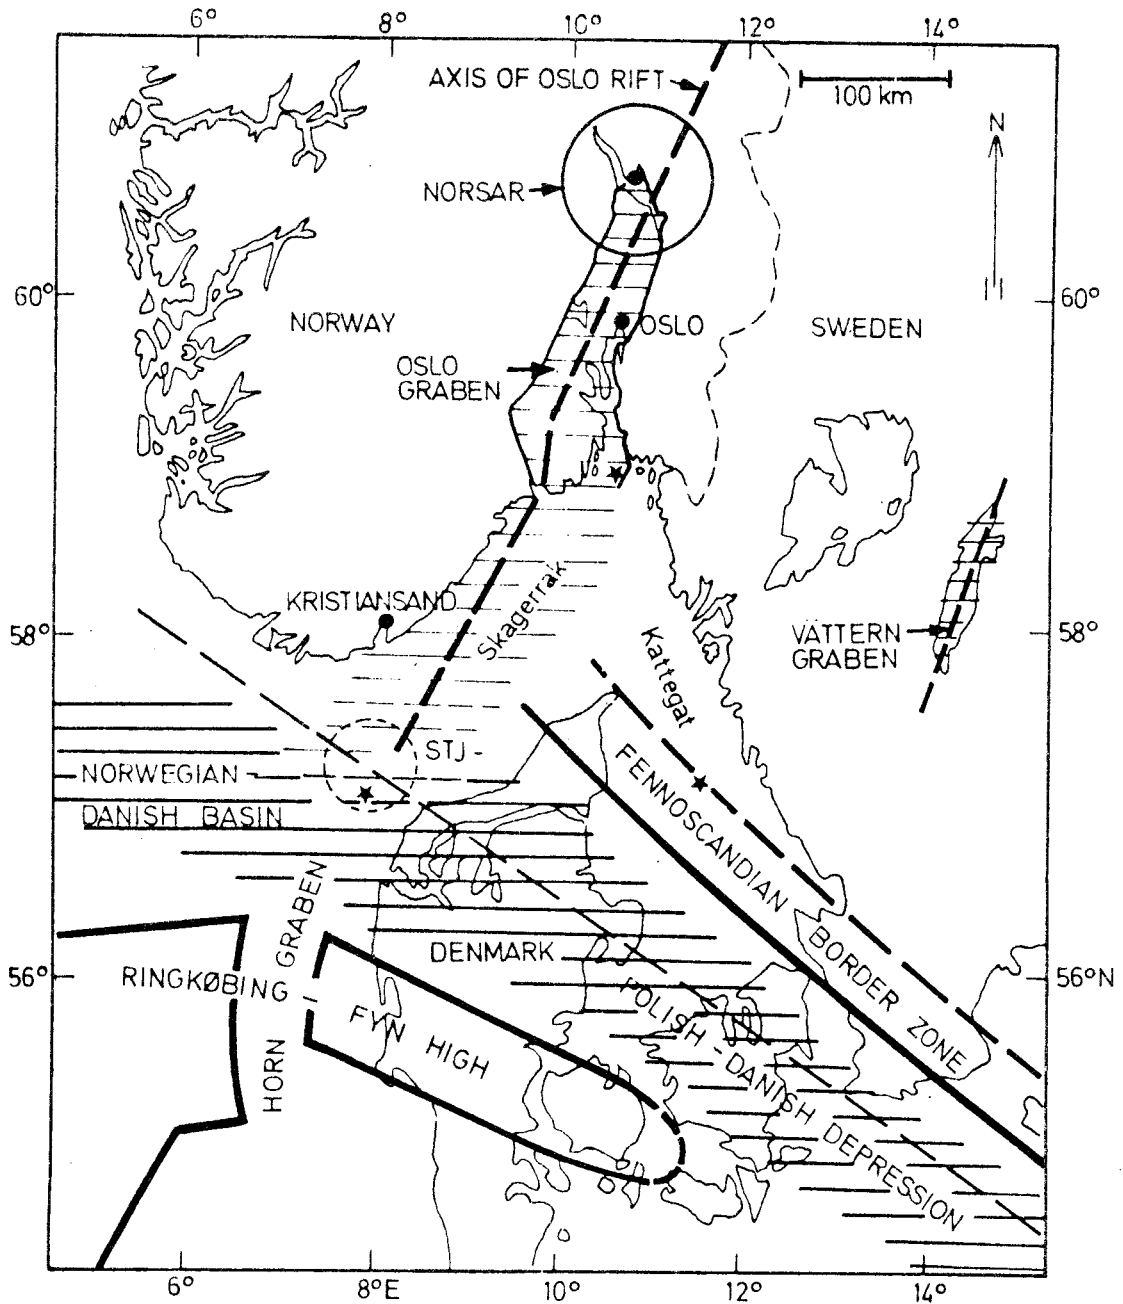 6° 8° 10° 12° 14°
AXIS OF OSLO RIFT
100 km
N
NORSAR
60° 60°
NORWAY
OSLO
SWEDEN
OSLO
GRABEN
Skagerrak
KRISTIANSAND
58° 58°
Kattegat
VÄTTERN
GRABEN
STJ-
NORWEGIAN -
DANISH BASIN
FENNOSCANDIAN BORDER ZONE
HORN GRABEN
DENMARK
56° 56°N
RINGKØBING
FYN HIGH
POLISH - DANISH DEPRESSION
6° 8°E 10° 12° 14°